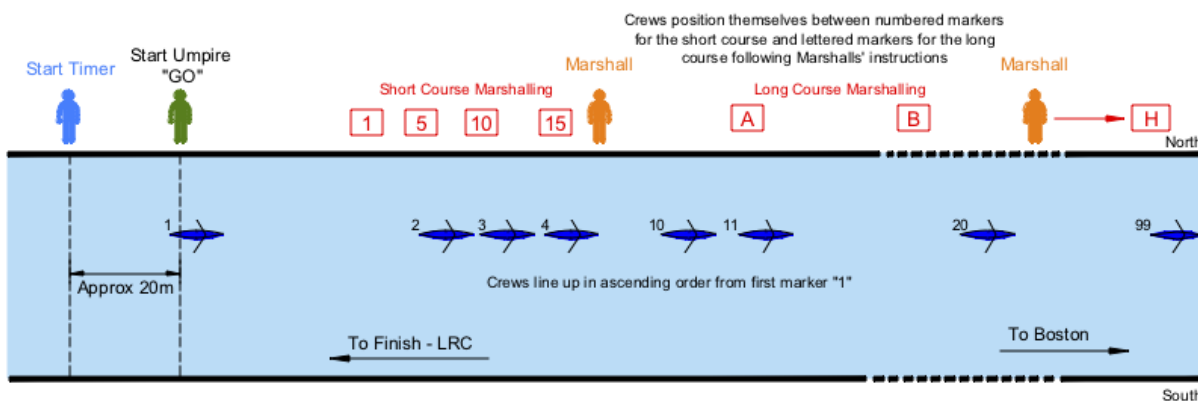 Crews position themselves between numbered markers
for the short course and lettered markers for the long
course following Marshalls' instructions
Start Timer
Start Umpire
"GO"
Marshall
Marshall
Short Course Marshalling
Long Course Marshalling
1
5
10
15
A
B
H
North
1
2
3
4
10
11
20
99
Approx 20m
Crews line up in ascending order from first marker "1"
To Finish - LRC
To Boston
South